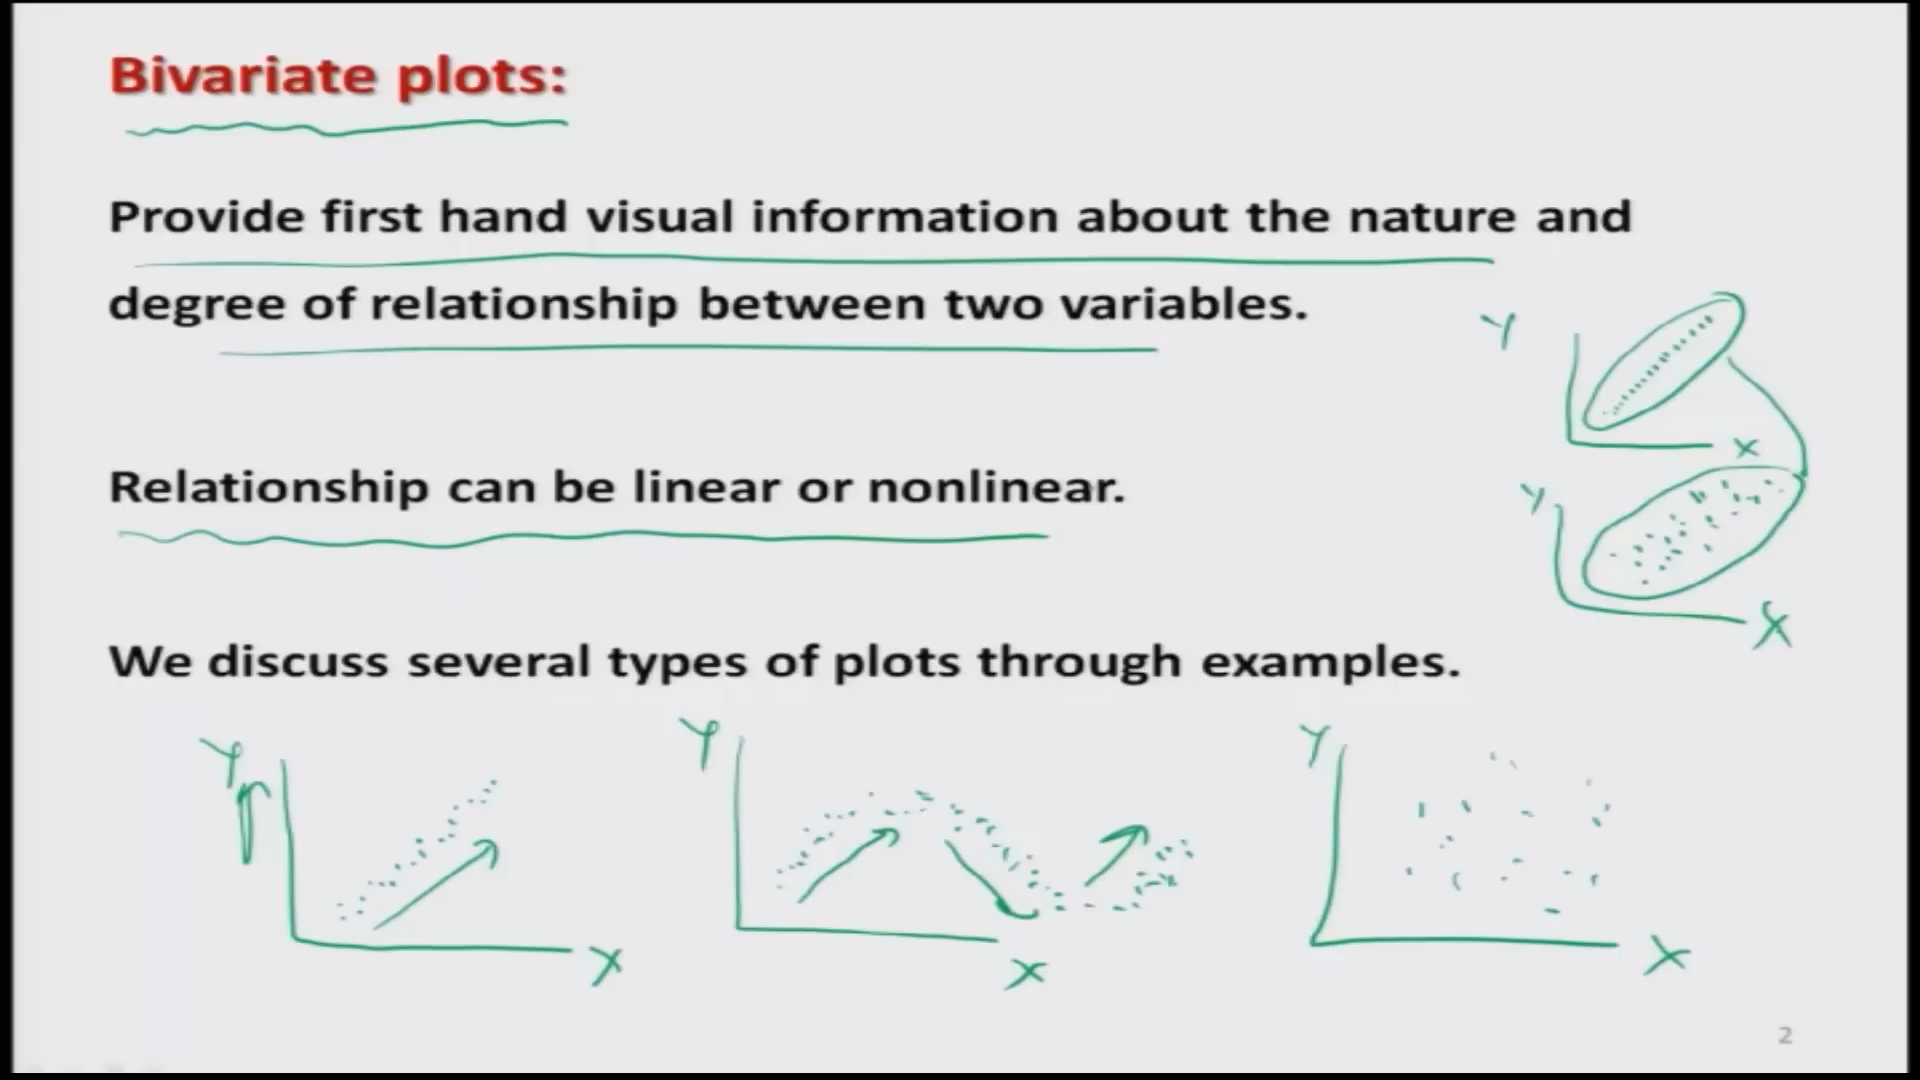 Bivariate plots:
Provide first hand visual information about the nature and
degree of relationship between two variables.
Y
X
Relationship can be linear or nonlinear.
Y
X
We discuss several types of plots through examples.
Y
X
Y
X
Y
X
2